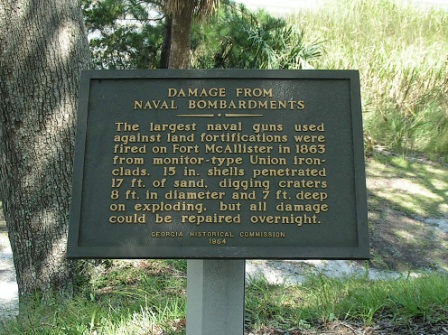 DAMAGE FROM
NAVAL BOMBARDMENTS
The largest naval guns used
against land fortifications were
fired on Fort McAllister in 1863
from monitor-type Union iron-
clads. 15 in. shells penetrated
17 ft. of sand, digging craters
8 ft. in diameter and 7 ft. deep
on exploding, but all damage
could be repaired overnight.
GEORGIA HISTORICAL COMMISSION
1964